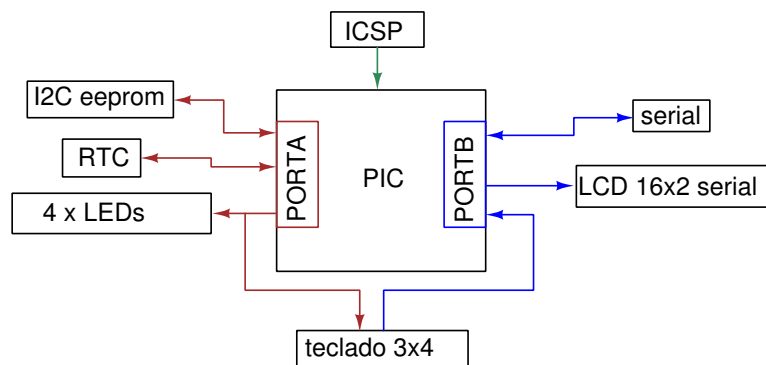 ICSP
I2C eeprom
RTC
4 x LEDs
PORTA
PIC
PORTB
serial
LCD 16x2 serial
teclado 3x4